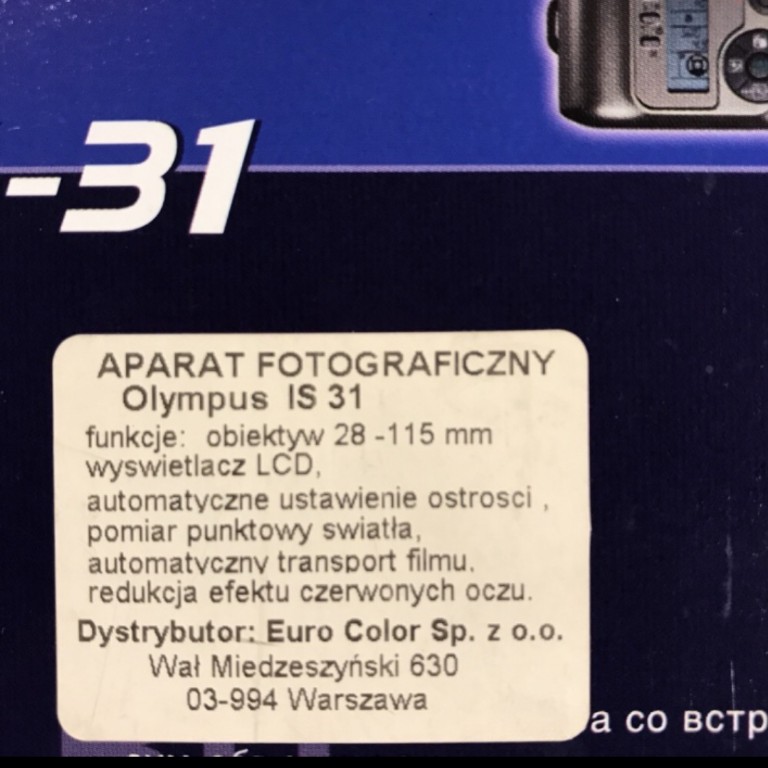 -31
APARAT FOTOGRAFICZNY
Olympus IS 31
funkcje: obiektyw 28 -115 mm
wyswietlacz LCD,
automatyczne ustawienie ostrosci ,
pomiar punktowy swiatła,
automatyczny transport filmu.
redukcja efektu czerwonych oczu.
Dystrybutor: Euro Color Sp. z o.o.
Wał Miedzeszyński 630
03-994 Warszawa
а со встр